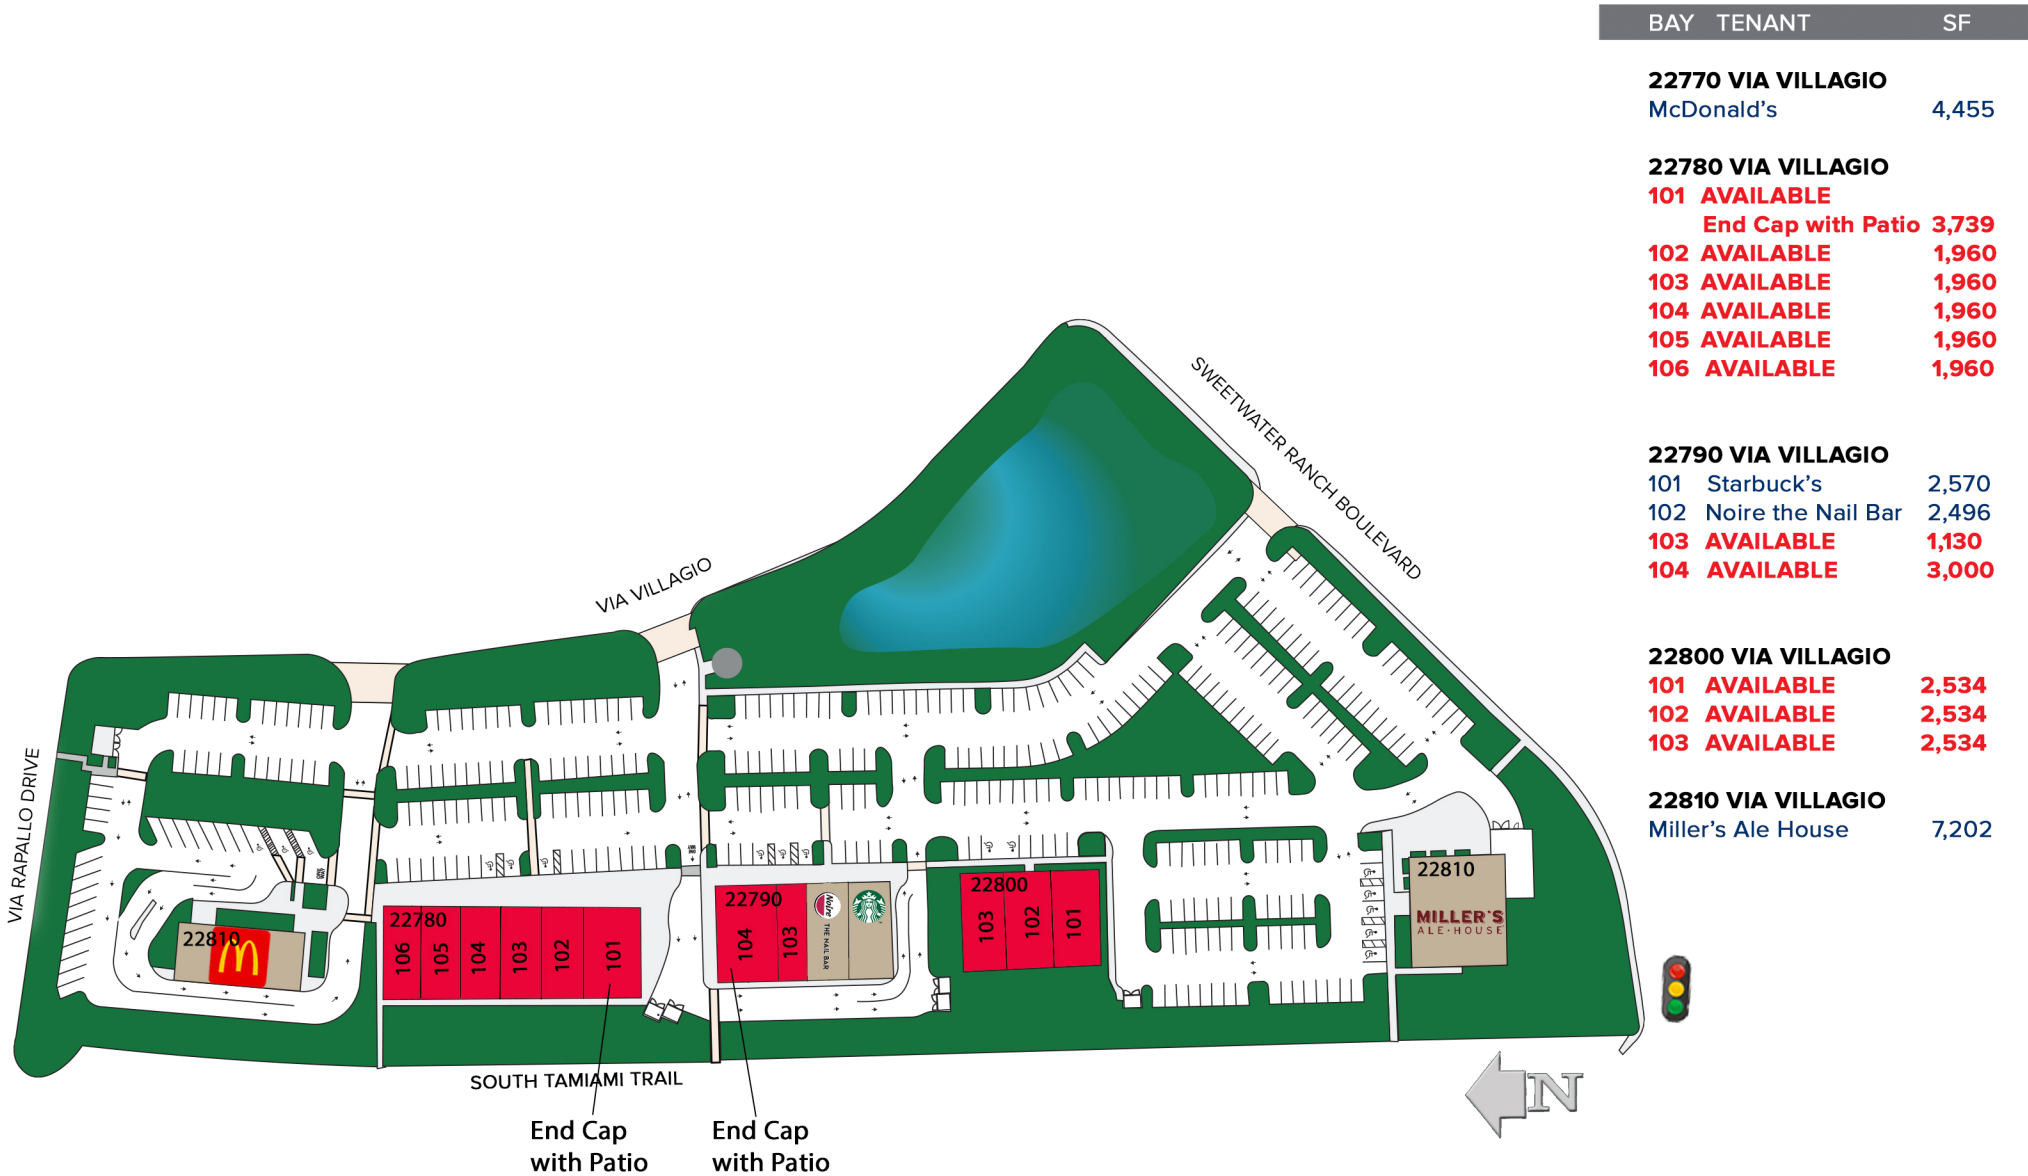 BAY TENANT SF
22770 VIA VILLAGIO
McDonald's 4,455
22780 VIA VILLAGIO
101 AVAILABLE
End Cap with Patio 3,739
102 AVAILABLE 1,960
103 AVAILABLE 1,960
104 AVAILABLE 1,960
105 AVAILABLE 1,960
106 AVAILABLE 1,960
22790 VIA VILLAGIO
101 Starbuck's 2,570
102 Noire the Nail Bar 2,496
103 AVAILABLE 1,130
104 AVAILABLE 3,000
22800 VIA VILLAGIO
101 AVAILABLE 2,534
102 AVAILABLE 2,534
103 AVAILABLE 2,534
22810 VIA VILLAGIO
Miller's Ale House 7,202
SWEETWATER RANCH BOULEVARD
VIA VILLAGIO
VIA RAPALLO DRIVE
22810
22780
106
105
104
103
102
101
22790
104
103
Noire
THE NAIL BAR
22800
103
102
101
22810
MILLER'S
ALE·HOUSE
SOUTH TAMIAMI TRAIL
N
End Cap
with Patio
End Cap
with Patio